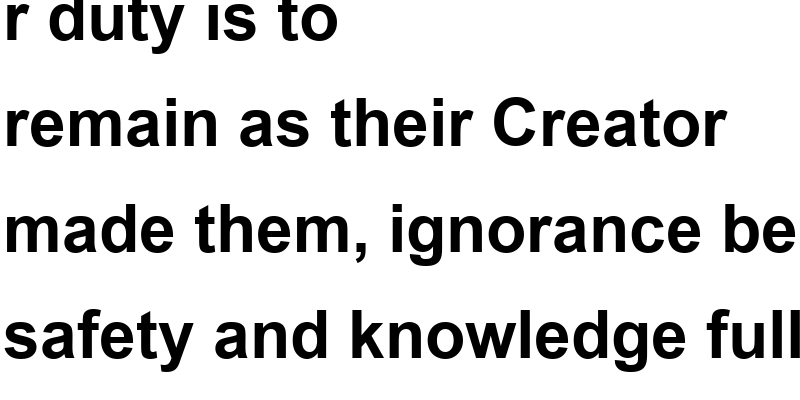 r duty is to
remain as their Creator
made them, ignorance be
safety and knowledge full